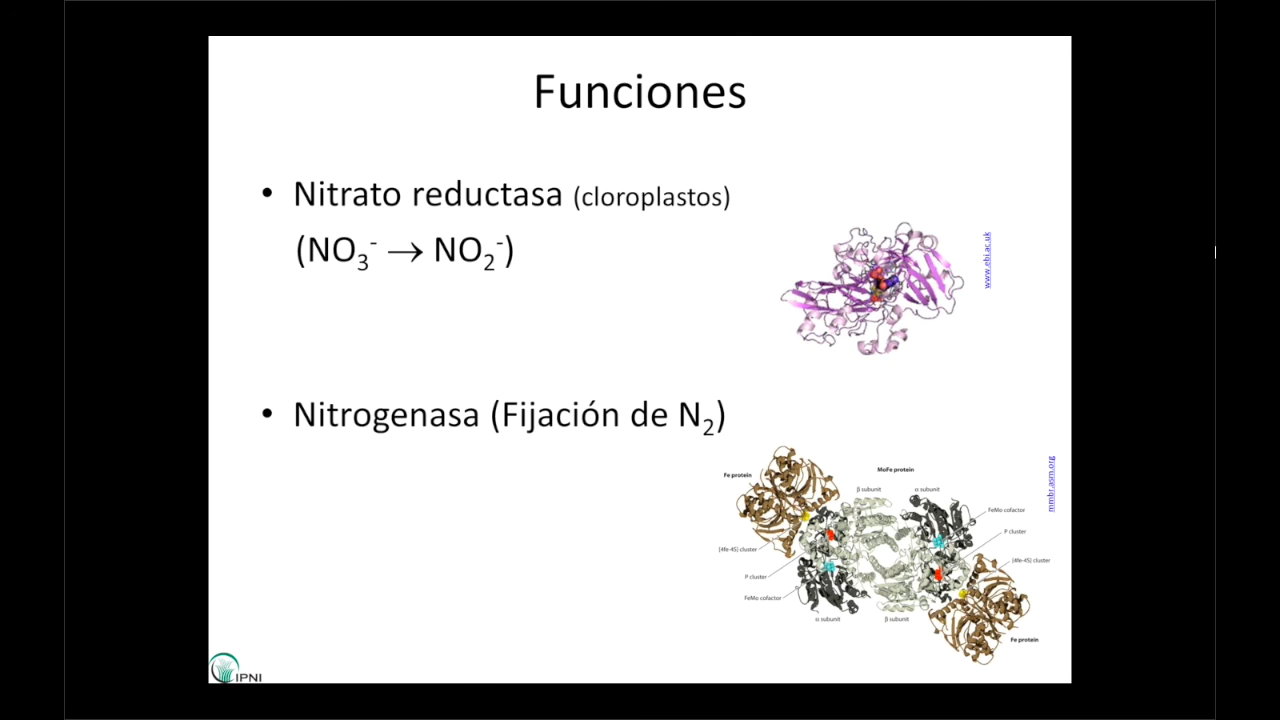 Funciones
• Nitrato reductasa (cloroplastos)
(NO₃⁻ → NO₂⁻)
www.ebi.ac.uk
• Nitrogenasa (Fijación de N₂)
mmbr.asm.org
Fe protein
MoFe protein
β subunit
α subunit
FeMo cofactor
P cluster
[4fe-4S] cluster
[4fe-4S] cluster
P cluster
FeMo cofactor
α subunit
β subunit
Fe protein
IPNI